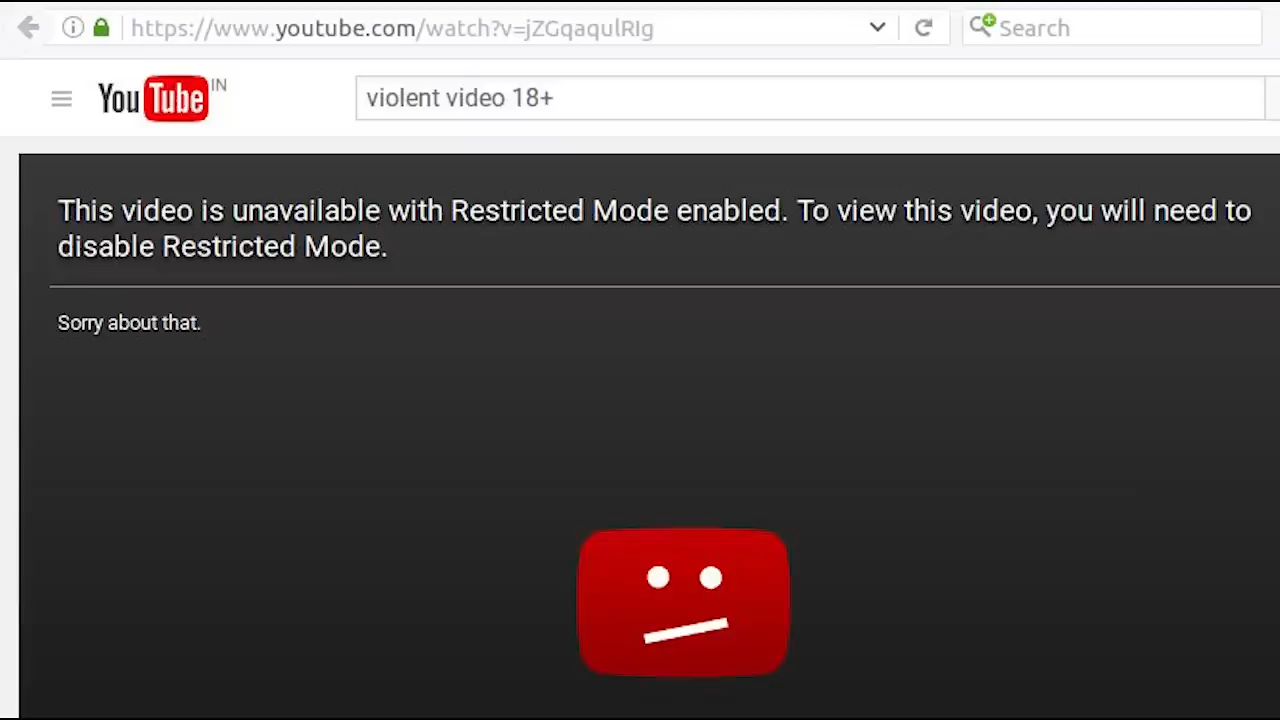 https://www.youtube.com/watch?v=jZGqaqulRIg
Search
YouTube IN
violent video 18+
This video is unavailable with Restricted Mode enabled. To view this video, you will need to
disable Restricted Mode.
Sorry about that.